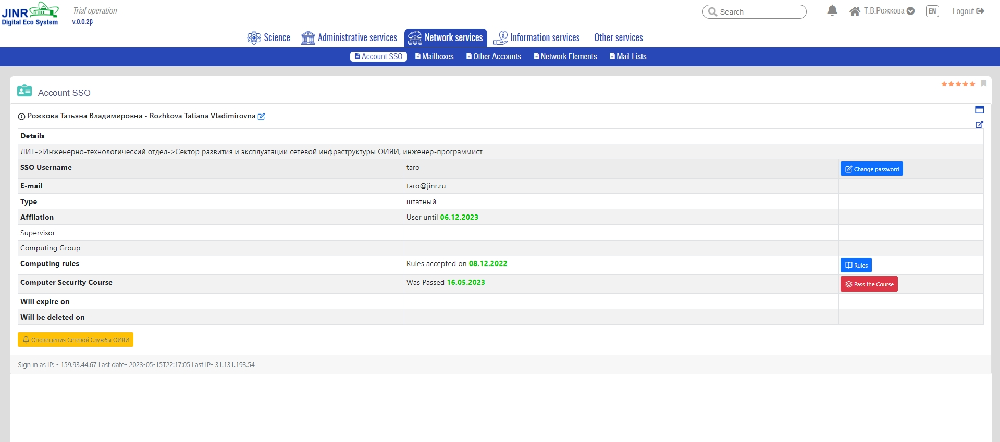 JINR
Digital Eco System
Trial operation
v.0.0.2β
Search
Т.В.Рожкова
EN
Logout
Science
Administrative services
Network services
Information services
Other services
Account SSO
Mailboxes
Other Accounts
Network Elements
Mail Lists
Account SSO
Рожкова Татьяна Владимировна - Rozhkova Tatiana Vladimirovna
Details
ЛИТ->Инженерно-технологический отдел->Сектор развития и эксплуатации сетевой инфраструктуры ОИЯИ, инженер-программист
SSO Username taro Change password
E-mail taro@jinr.ru
Type штатный
Affilation User until 06.12.2023
Supervisor
Computing Group
Computing rules Rules accepted on 08.12.2022 Rules
Computer Security Course Was Passed 16.05.2023 Pass the Course
Will expire on
Will be deleted on
Оповещения Сетевой Службы ОИЯИ
Sign in as IP: - 159.93.44.67 Last date- 2023-05-15T22:17:05 Last IP- 31.131.193.54